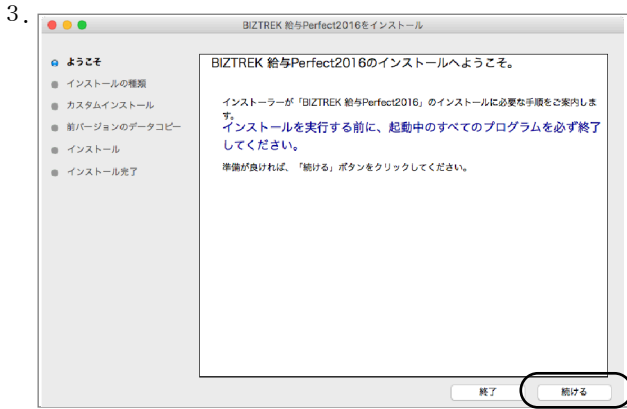 3.
BIZTREK 給与Perfect2016をインストール
ようこそ
インストールの種類
カスタムインストール
前バージョンのデータコピー
インストール
インストール完了
BIZTREK 給与Perfect2016のインストールへようこそ。
インストーラーが「BIZTREK 給与Perfect2016」のインストールに必要な手順をご案内しま
す。
インストールを実行する前に、起動中のすべてのプログラムを必ず終了
してください。
準備が良ければ、「続ける」ボタンをクリックしてください。
終了
続ける